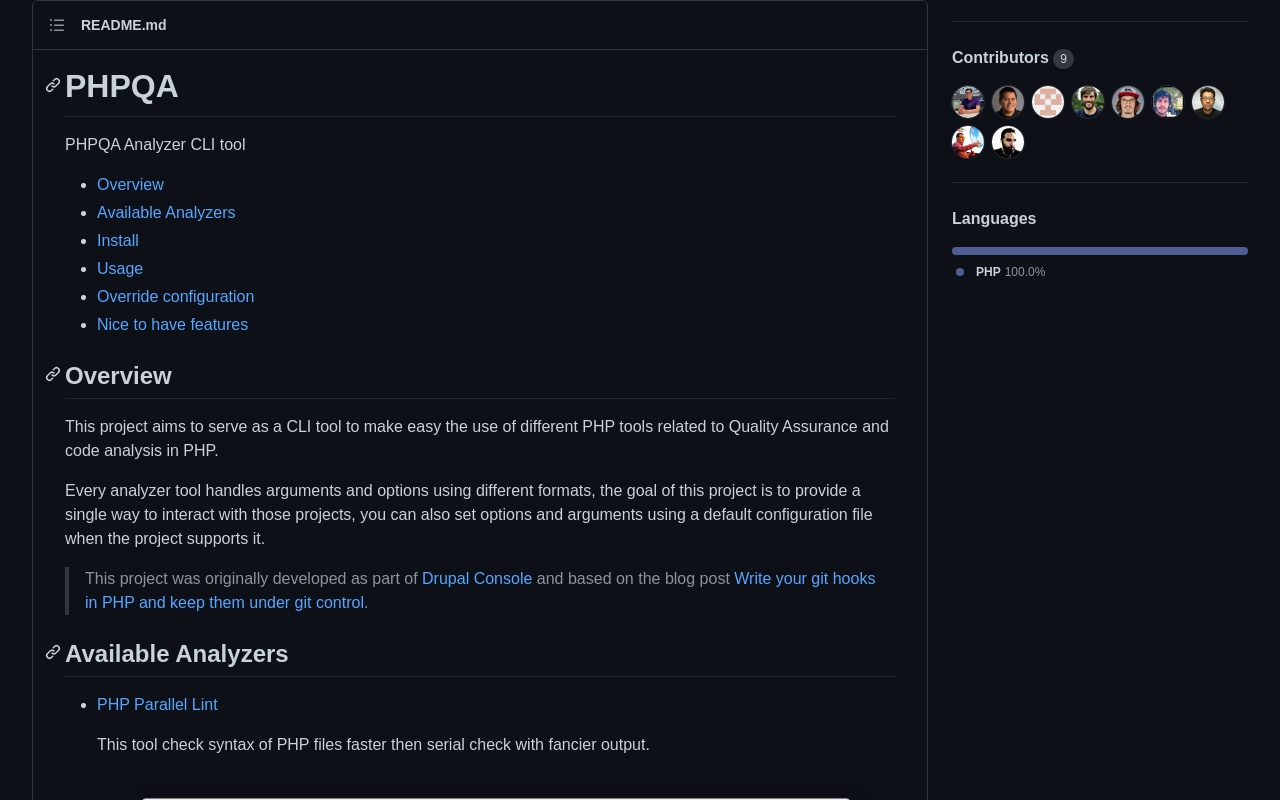 README.md
PHPQA
PHPQA Analyzer CLI tool
Overview
Available Analyzers
Install
Usage
Override configuration
Nice to have features
Overview
This project aims to serve as a CLI tool to make easy the use of different PHP tools related to Quality Assurance and
code analysis in PHP.
Every analyzer tool handles arguments and options using different formats, the goal of this project is to provide a
single way to interact with those projects, you can also set options and arguments using a default configuration file
when the project supports it.
This project was originally developed as part of Drupal Console and based on the blog post Write your git hooks
in PHP and keep them under git control.
Available Analyzers
PHP Parallel Lint
This tool check syntax of PHP files faster then serial check with fancier output.
Contributors 9
Languages
PHP 100.0%